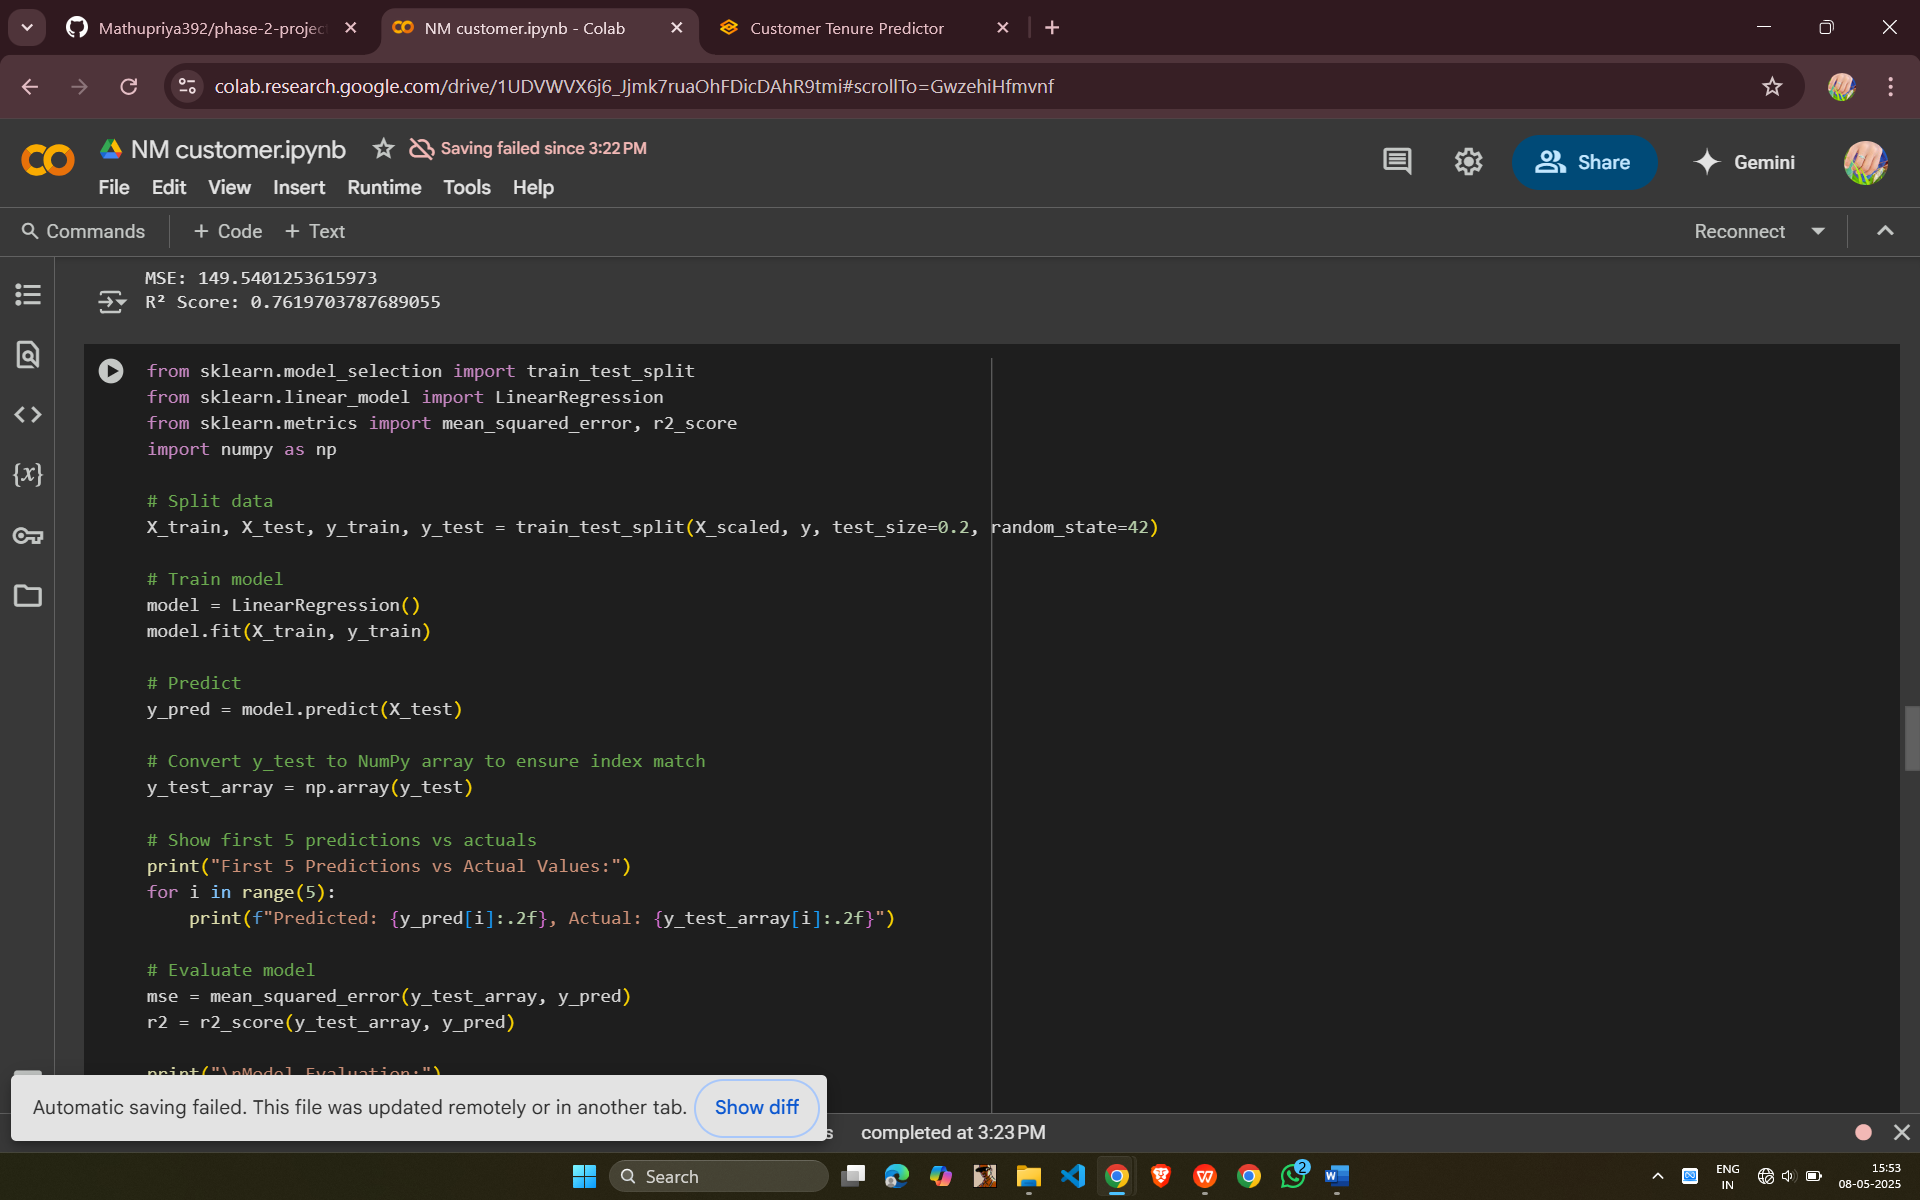 Mathupriya392/phase-2-projec
NM customer.ipynb - Colab
Customer Tenure Predictor
colab.research.google.com/drive/1UDVWVX6j6_Jjmk7ruaOhFDicDAhR9tmi#scrollTo=GwzehiHfmvnf
NM customer.ipynb
Saving failed since 3:22 PM
File Edit View Insert Runtime Tools Help
Share
Gemini
Commands + Code + Text
Reconnect
MSE: 149.5401253615973
R² Score: 0.7619703787689055
from sklearn.model_selection import train_test_split
from sklearn.linear_model import LinearRegression
from sklearn.metrics import mean_squared_error, r2_score
import numpy as np
# Split data
X_train, X_test, y_train, y_test = train_test_split(X_scaled, y, test_size=0.2, random_state=42)
# Train model
model = LinearRegression()
model.fit(X_train, y_train)
# Predict
y_pred = model.predict(X_test)
# Convert y_test to NumPy array to ensure index match
y_test_array = np.array(y_test)
# Show first 5 predictions vs actuals
print("First 5 Predictions vs Actual Values:")
for i in range(5):
    print(f"Predicted: {y_pred[i]:.2f}, Actual: {y_test_array[i]:.2f}")
# Evaluate model
mse = mean_squared_error(y_test_array, y_pred)
r2 = r2_score(y_test_array, y_pred)
print("\nModel Evaluation:")
Automatic saving failed. This file was updated remotely or in another tab. Show diff
s completed at 3:23 PM
Search
2
ENG
IN
15:53
08-05-2025